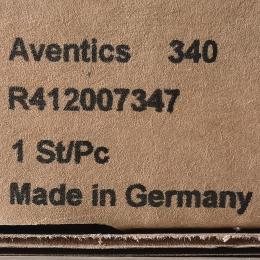 Aventics 340
R412007347
1 St/Pc
Made in Germany